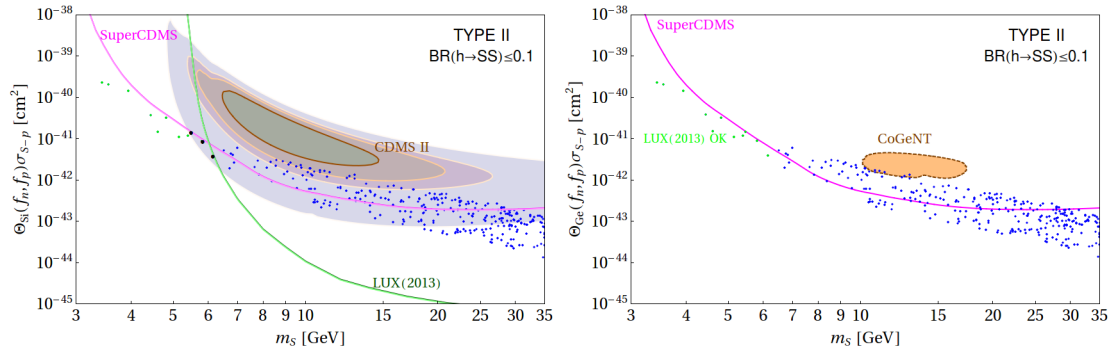 10⁻³⁸
10⁻³⁹
10⁻⁴⁰
10⁻⁴¹
10⁻⁴²
10⁻⁴³
10⁻⁴⁴
10⁻⁴⁵
Θ_Si(f_n,f_p)σ_S-p [cm²]
SuperCDMS
TYPE II
BR(h→SS)≤0.1
CDMS II
LUX(2013)
3 4 5 6 7 8 9 10 15 20 25 30 35
m_S [GeV]
10⁻³⁸
10⁻³⁹
10⁻⁴⁰
10⁻⁴¹
10⁻⁴²
10⁻⁴³
10⁻⁴⁴
10⁻⁴⁵
Θ_Ge(f_n,f_p)σ_S-p [cm²]
SuperCDMS
TYPE II
BR(h→SS)≤0.1
LUX(2013) OK
CoGeNT
3 4 5 6 7 8 9 10 15 20 25 30 35
m_S [GeV]